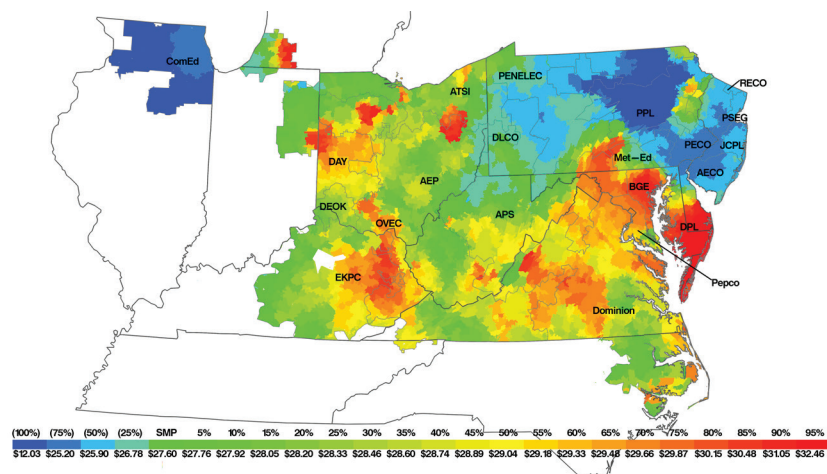 ComEd
RECO
ATSI
PENELEC
PPL
PSEG
DLCO
PECO
JCPL
Met-Ed
DAY
AECO
AEP
BGE
DEOK
APS
OVEC
DPL
EKPC
Pepco
Dominion
(100%) (75%) (50%) (25%) SMP 5% 10% 15% 20% 25% 30% 35% 40% 45% 50% 55% 60% 65% 70% 75% 80% 90% 95%
$12.03 $25.20 $25.90 $26.78 $27.60 $27.76 $27.92 $28.05 $28.20 $28.33 $28.46 $28.60 $28.74 $28.89 $29.04 $29.18 $29.33 $29.48 $29.66 $29.87 $30.15 $30.48 $31.05 $32.46